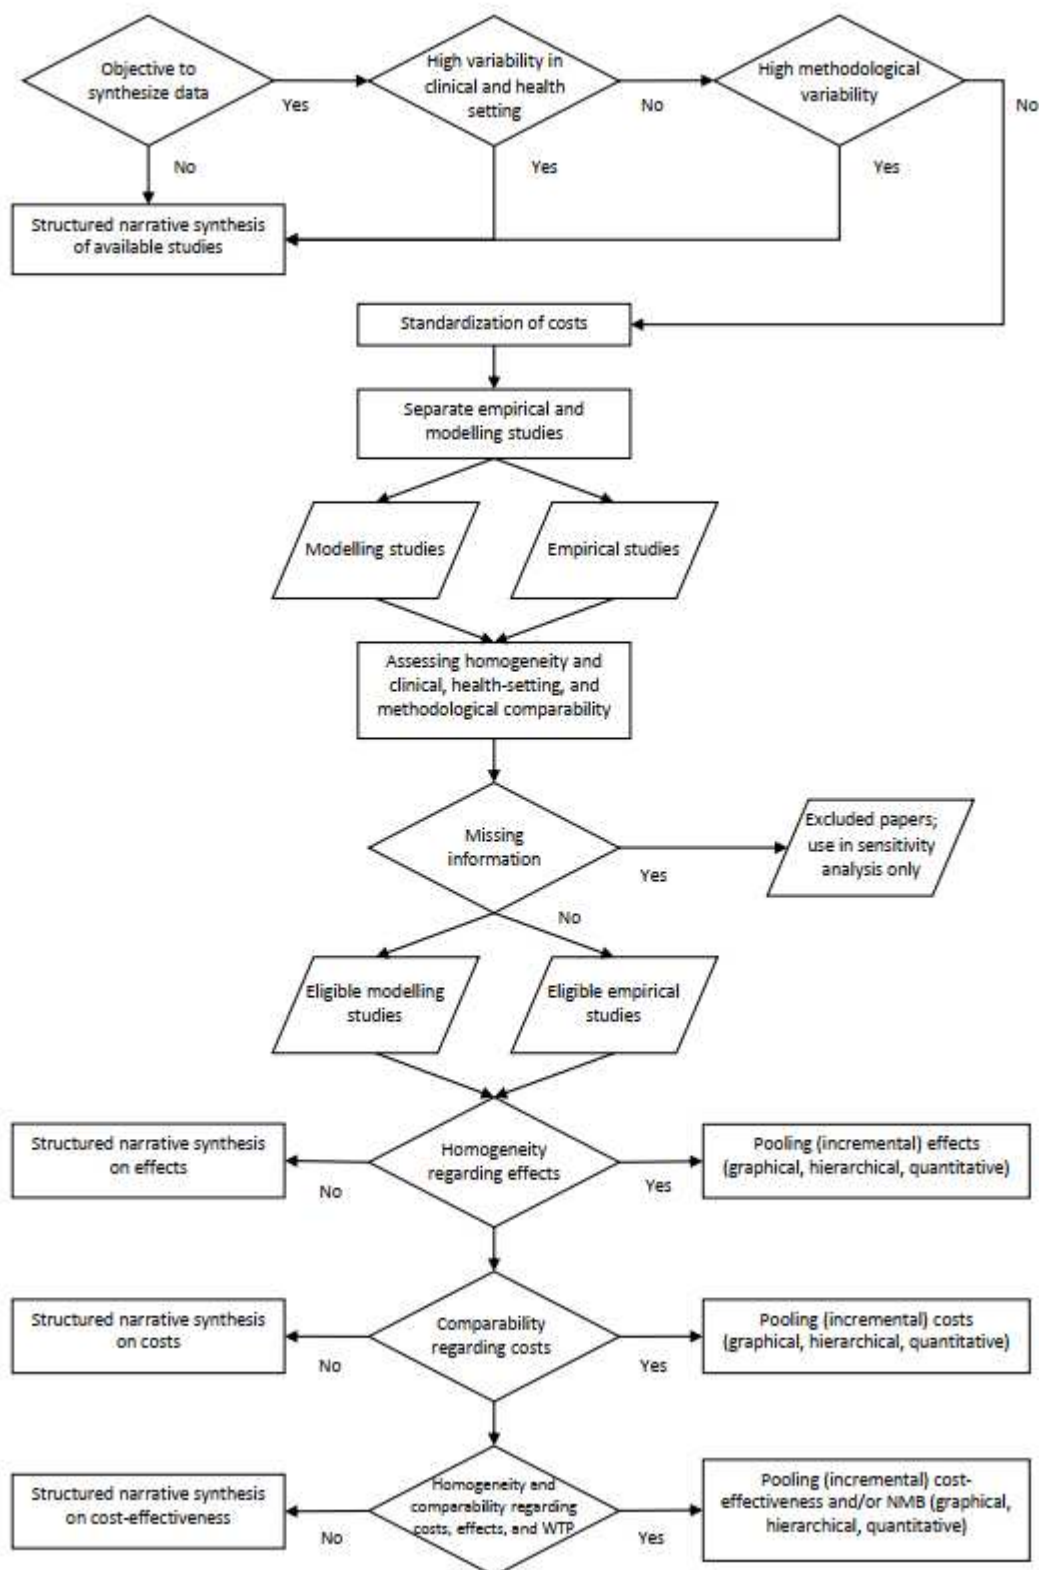 Objective to
synthesize data
Yes
High variability in
clinical and health
setting
No
High methodological
variability
No
No
Yes
Yes
Structured narrative synthesis
of available studies
Standardization of costs
Separate empirical and
modelling studies
Modelling studies
Empirical studies
Assessing homogeneity and
clinical, health-setting, and
methodological comparability
Missing
information
Yes
Excluded papers;
use in sensitivity
analysis only
No
Eligible modelling
studies
Eligible empirical
studies
Structured narrative synthesis
on effects
No
Homogeneity
regarding effects
Yes
Pooling (incremental) effects
(graphical, hierarchical, quantitative)
Structured narrative synthesis
on costs
No
Comparability
regarding costs
Yes
Pooling (incremental) costs
(graphical, hierarchical, quantitative)
Structured narrative synthesis
on cost-effectiveness
No
Homogeneity and
comparability regarding
costs, effects, and WTP
Yes
Pooling (incremental) cost-
effectiveness and/or NMB (graphical,
hierarchical, quantitative)